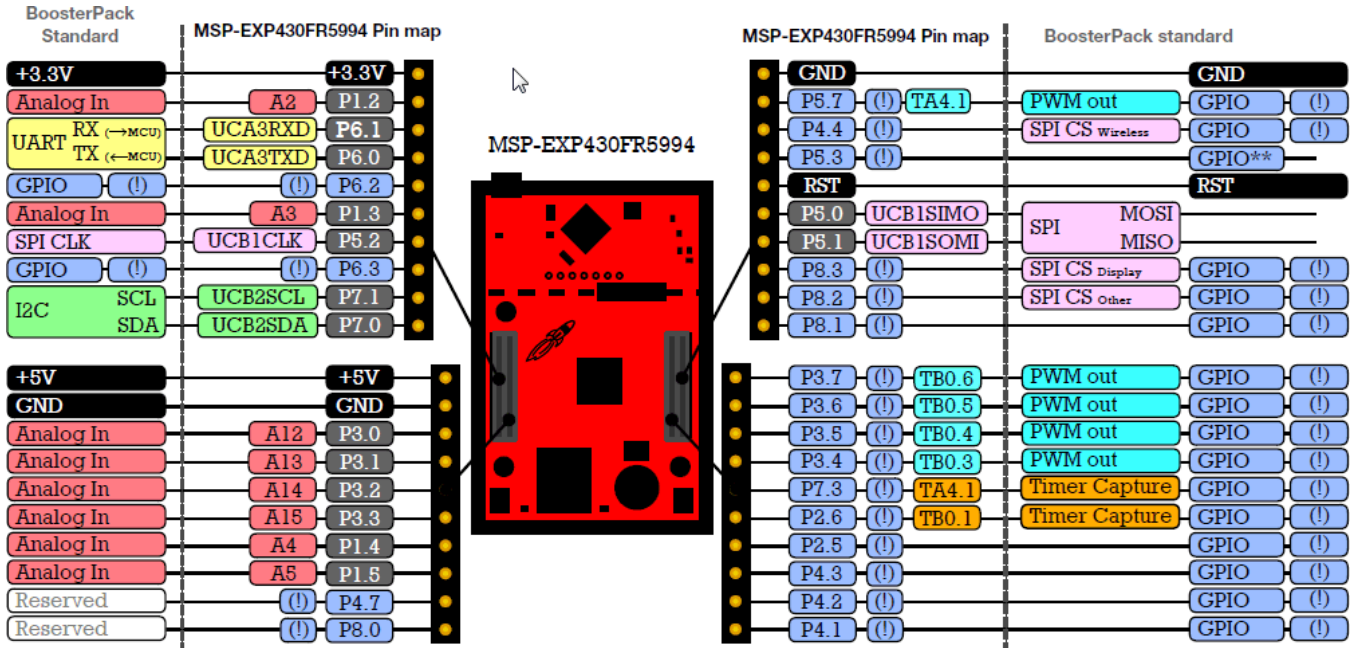 BoosterPack
Standard
MSP-EXP430FR5994 Pin map
+3.3V +3.3V
Analog In A2 P1.2
UART RX (→MCU) UCA3RXD P6.1
TX (←MCU) UCA3TXD P6.0
GPIO (!) (!) P6.2
Analog In A3 P1.3
SPI CLK UCB1CLK P5.2
GPIO (!) (!) P6.3
I2C SCL UCB2SCL P7.1
SDA UCB2SDA P7.0
+5V +5V
GND GND
Analog In A12 P3.0
Analog In A13 P3.1
Analog In A14 P3.2
Analog In A15 P3.3
Analog In A4 P1.4
Analog In A5 P1.5
Reserved (!) P4.7
Reserved (!) P8.0
MSP-EXP430FR5994
MSP-EXP430FR5994 Pin map
BoosterPack standard
GND GND
P5.7 (!) TA4.1 PWM out GPIO (!)
P4.4 (!) SPI CS Wireless GPIO (!)
P5.3 (!) GPIO**
RST RST
P5.0 UCB1SIMO SPI MOSI
P5.1 UCB1SOMI MISO
P8.3 (!) SPI CS Display GPIO (!)
P8.2 (!) SPI CS Other GPIO (!)
P8.1 (!) GPIO (!)
P3.7 (!) TB0.6 PWM out GPIO (!)
P3.6 (!) TB0.5 PWM out GPIO (!)
P3.5 (!) TB0.4 PWM out GPIO (!)
P3.4 (!) TB0.3 PWM out GPIO (!)
P7.3 (!) TA4.1 Timer Capture GPIO (!)
P2.6 (!) TB0.1 Timer Capture GPIO (!)
P2.5 (!) GPIO (!)
P4.3 (!) GPIO (!)
P4.2 (!) GPIO (!)
P4.1 (!) GPIO (!)